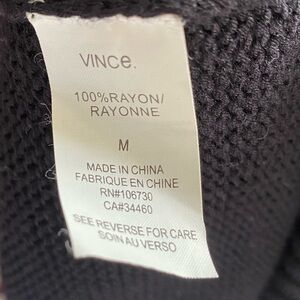 VINCE.
100%RAYON/
RAYONNE
M
MADE IN CHINA
FABRIQUE EN CHINE
RN#106730
CA#34460
SEE REVERSE FOR CARE
SOIN AU VERSO